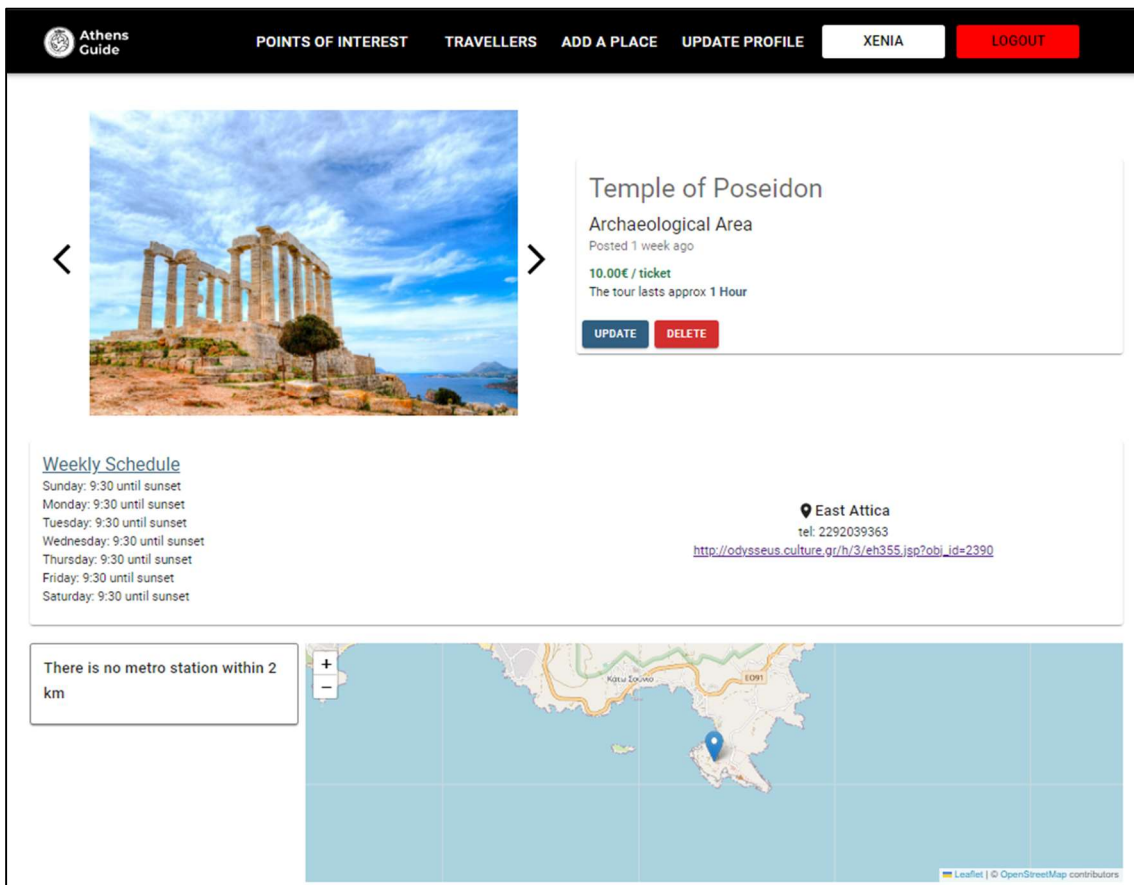 Athens
Guide
POINTS OF INTEREST
TRAVELLERS
ADD A PLACE
UPDATE PROFILE
XENIA
LOGOUT
Temple of Poseidon
Archaeological Area
Posted 1 week ago
10.00€ / ticket
The tour lasts approx 1 Hour
UPDATE
DELETE
Weekly Schedule
Sunday: 9:30 until sunset
Monday: 9:30 until sunset
Tuesday: 9:30 until sunset
Wednesday: 9:30 until sunset
Thursday: 9:30 until sunset
Friday: 9:30 until sunset
Saturday: 9:30 until sunset
East Attica
tel: 2292039363
http://odysseus.culture.gr/h/3/eh355.jsp?obj_id=2390
There is no metro station within 2
km
+
−
Κάτω Σούνιο
EO91
Leaflet | © OpenStreetMap contributors